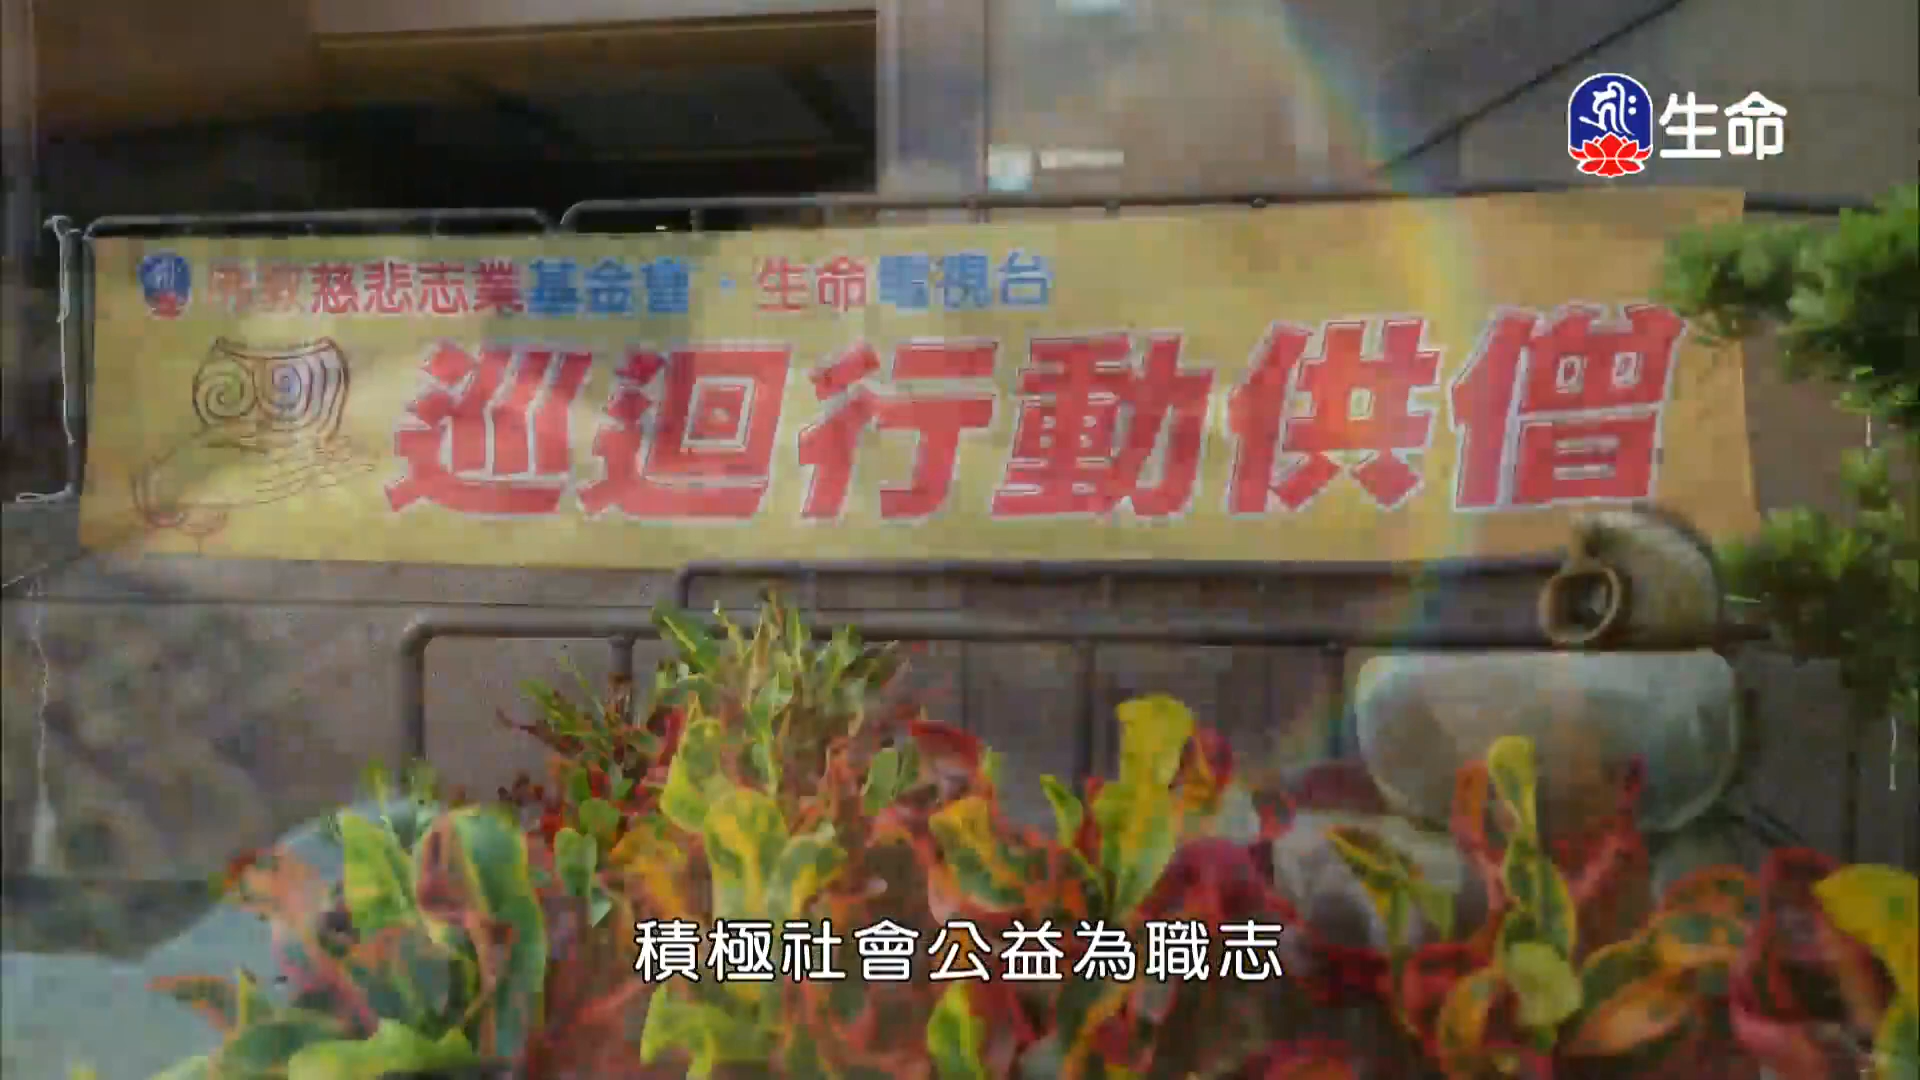 生命
佛教慈悲志業基金會・生命電視台
巡迴行動供僧
積極社會公益為職志